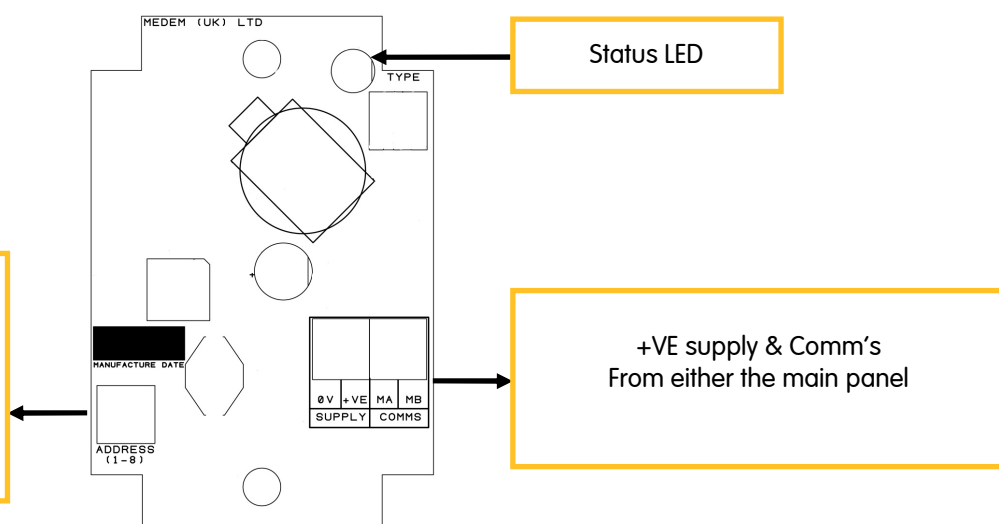 MEDEM (UK) LTD
Status LED
TYPE
+
+VE supply & Comm's
From either the main panel
MANUFACTURE DATE
0V +VE MA MB
SUPPLY COMMS
ADDRESS
(1-8)